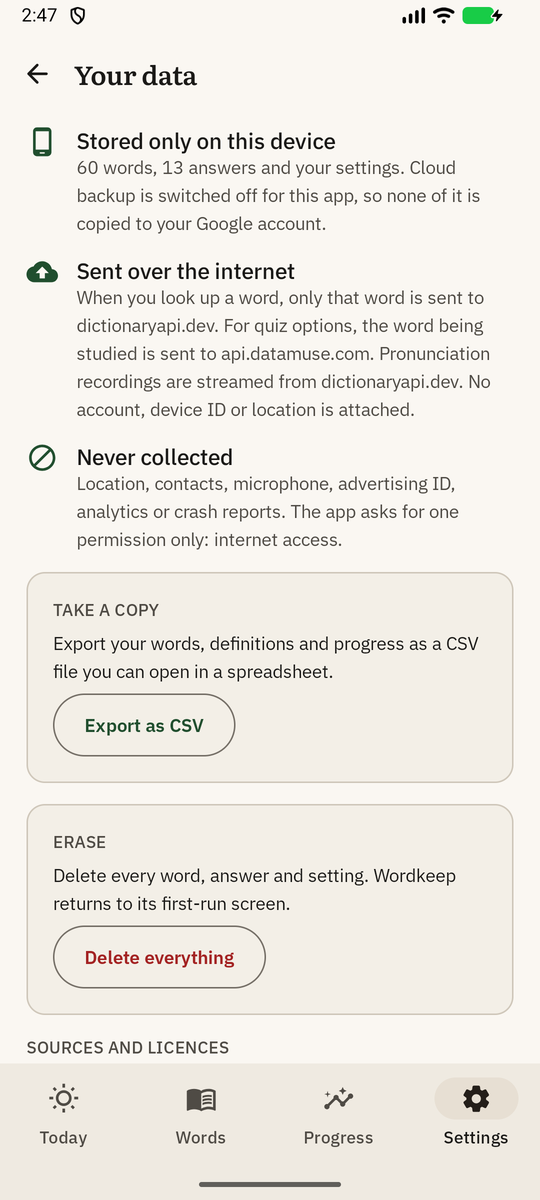 2:47
Your data
Stored only on this device
60 words, 13 answers and your settings. Cloud
backup is switched off for this app, so none of it is
copied to your Google account.
Sent over the internet
When you look up a word, only that word is sent to
dictionaryapi.dev. For quiz options, the word being
studied is sent to api.datamuse.com. Pronunciation
recordings are streamed from dictionaryapi.dev. No
account, device ID or location is attached.
Never collected
Location, contacts, microphone, advertising ID,
analytics or crash reports. The app asks for one
permission only: internet access.
TAKE A COPY
Export your words, definitions and progress as a CSV
file you can open in a spreadsheet.
Export as CSV
ERASE
Delete every word, answer and setting. Wordkeep
returns to its first-run screen.
Delete everything
SOURCES AND LICENCES
Today
Words
Progress
Settings